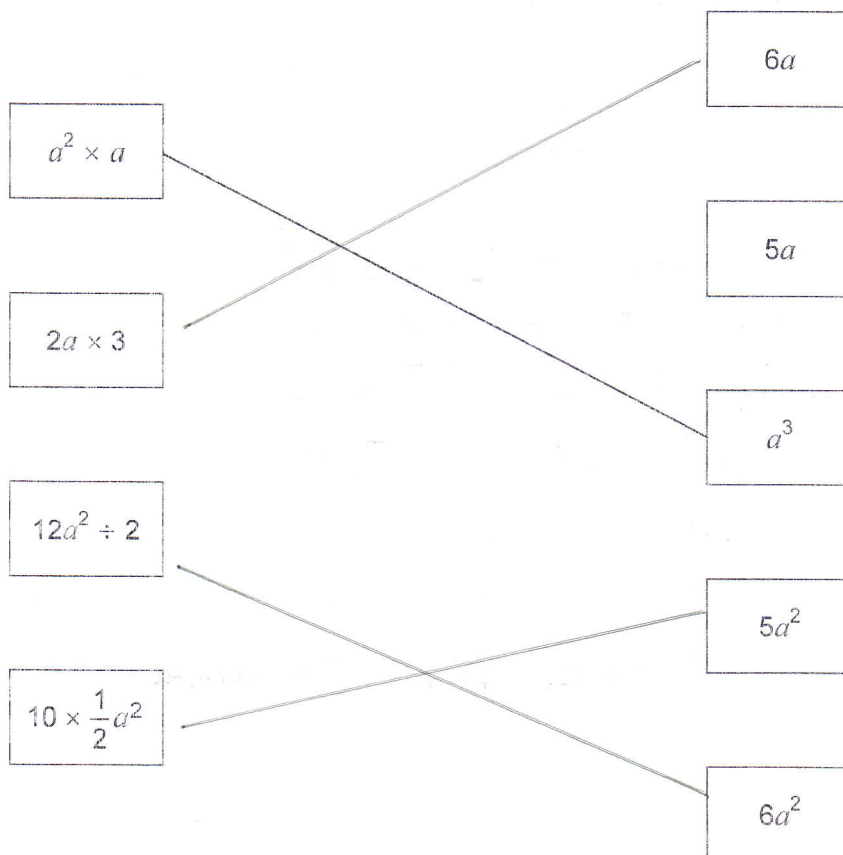 6a
a² × a
5a
2a × 3
a³
12a² ÷ 2
5a²
10 × 1/2 a²
6a²